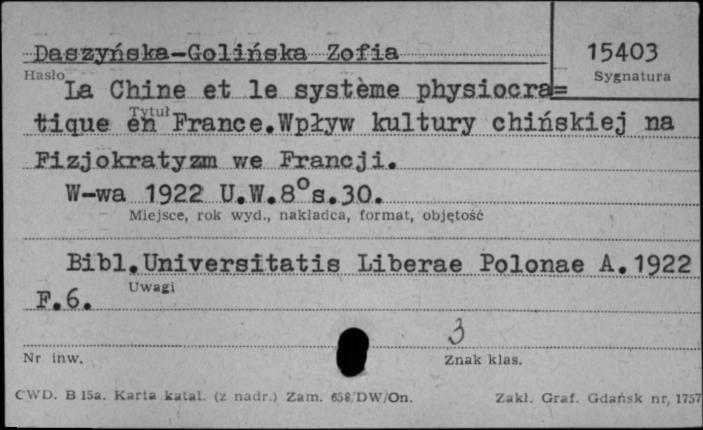 Daszyńska-Golińska Zofia
15403
Hasło
Sygnatura
La Chine et le système physiocra=
tique en France.Wpływ kultury chińskiej na
Tytuł
Fizjokratyzm we Francji.
W-wa 1922 U.W.8° s.30.
Miejsce, rok wyd., nakładca, format, objętość
Bibl.Universitatis Liberae Polonae A.1922
Uwagi
F.6.
3
Nr inw.
Znak klas.
CWD. B 15a. Karta katal. (z nadr.) Zam. 658/DW/On.
Zakł. Graf. Gdańsk nr, 1757